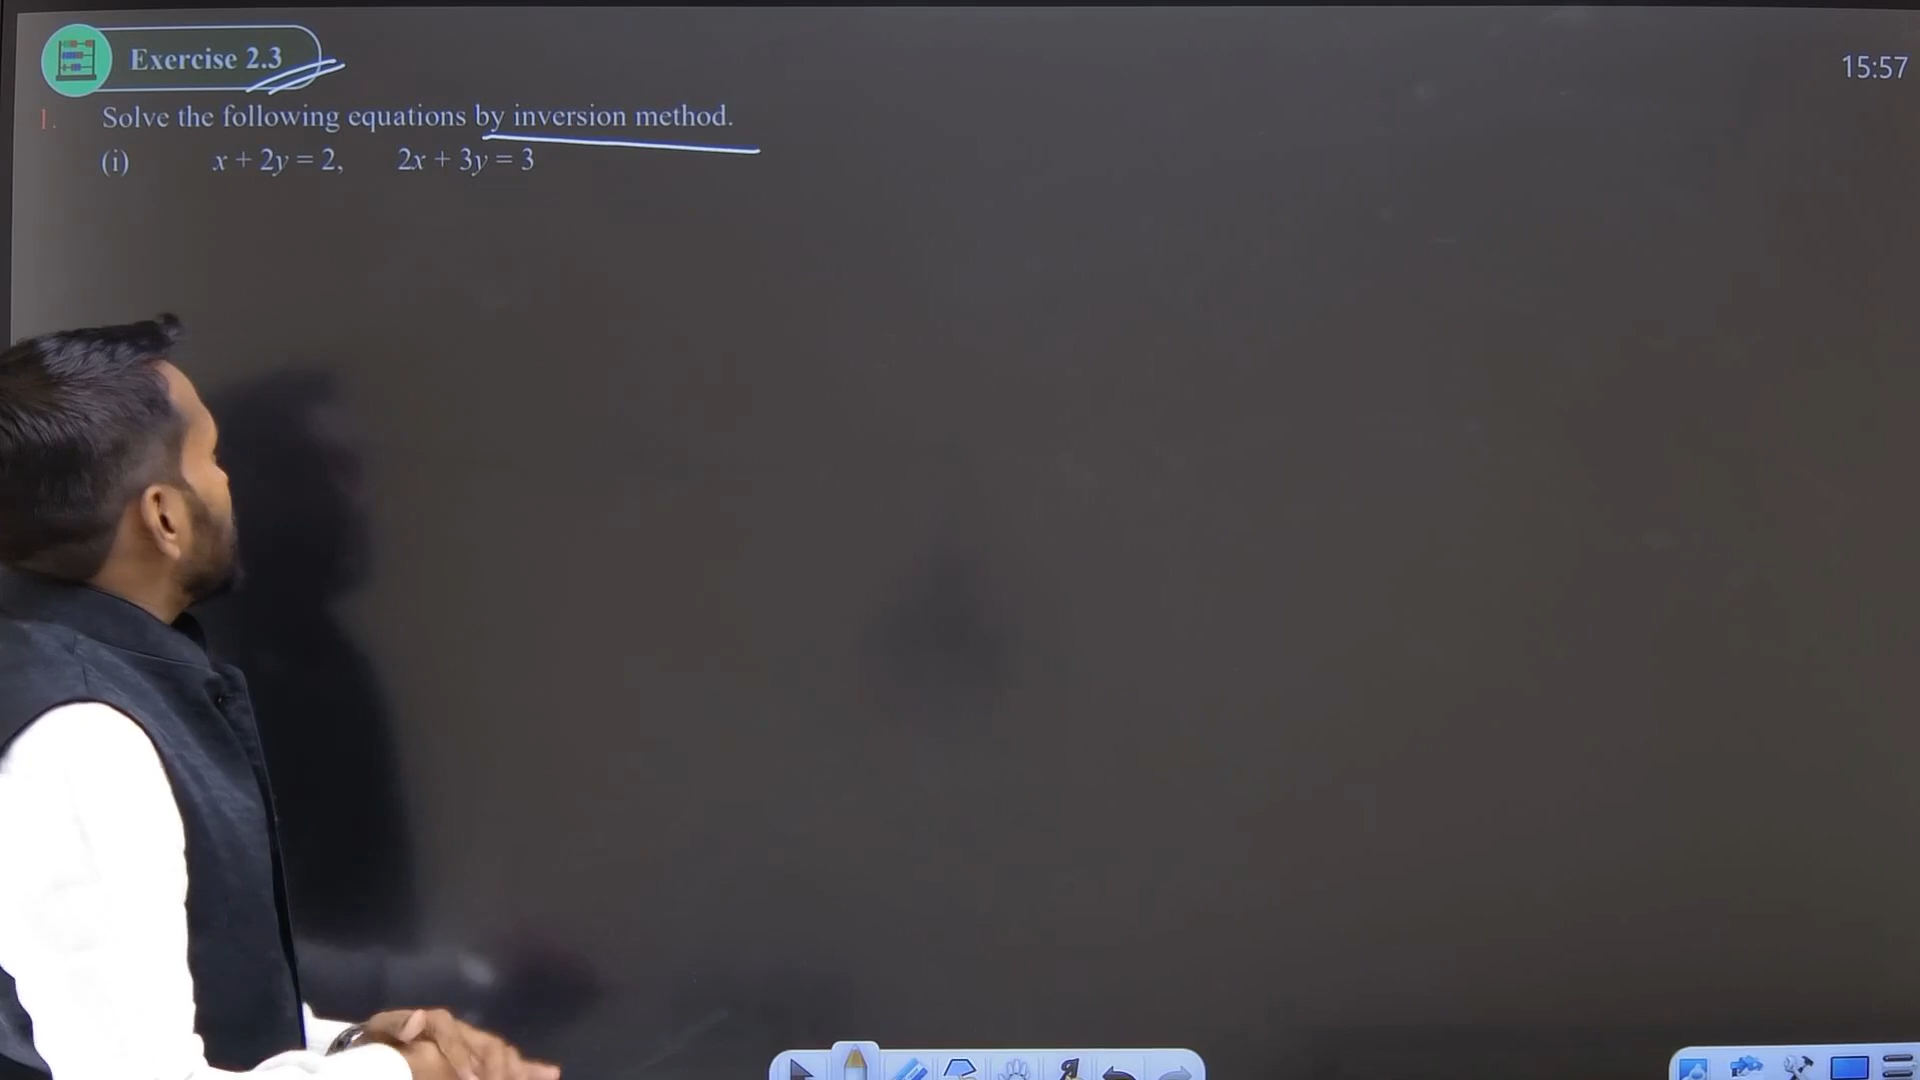 Exercise 2.3
15:57
1. Solve the following equations by inversion method.
(i) x + 2y = 2, 2x + 3y = 3